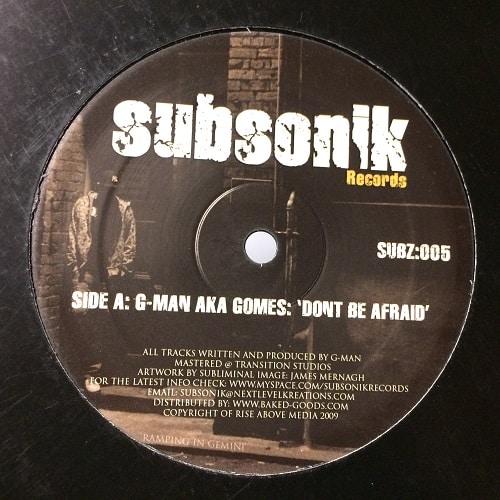 subsonik
Records
SUBZ:005
SIDE A: G-MAN AKA GOMES: 'DONT BE AFRAID'
ALL TRACKS WRITTEN AND PRODUCED BY G-MAN
MASTERED @ TRANSITION STUDIOS
ARTWORK BY SUBLIMINAL IMAGE: JAMES MERNAGH
FOR THE LATEST INFO CHECK: WWW.MYSPACE.COM/SUBSONIKRECORDS
EMAIL: SUBSONIK@NEXTLEVELKREATIONS.COM
DISTRIBUTED BY: WWW.BAKED-GOODS.COM
COPYRIGHT OF RISE ABOVE MEDIA 2009
RAMPING IN GEMINI